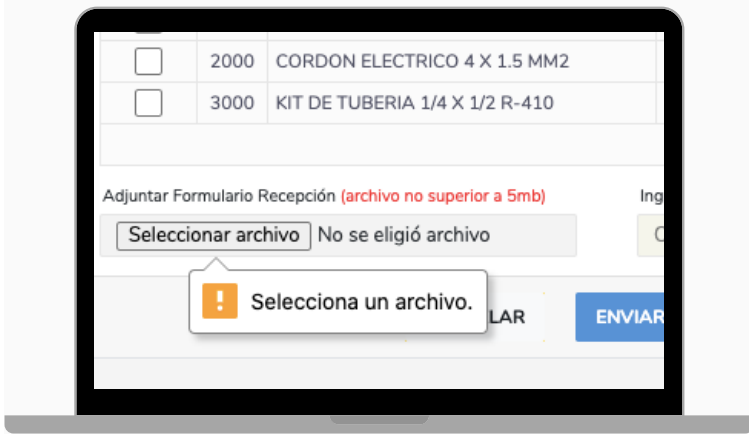 2000 CORDON ELECTRICO 4 X 1.5 MM2
3000 KIT DE TUBERIA 1/4 X 1/2 R-410
Adjuntar Formulario Recepción (archivo no superior a 5mb) Ing
Seleccionar archivo No se eligió archivo
! Selecciona un archivo.
LAR ENVIAR